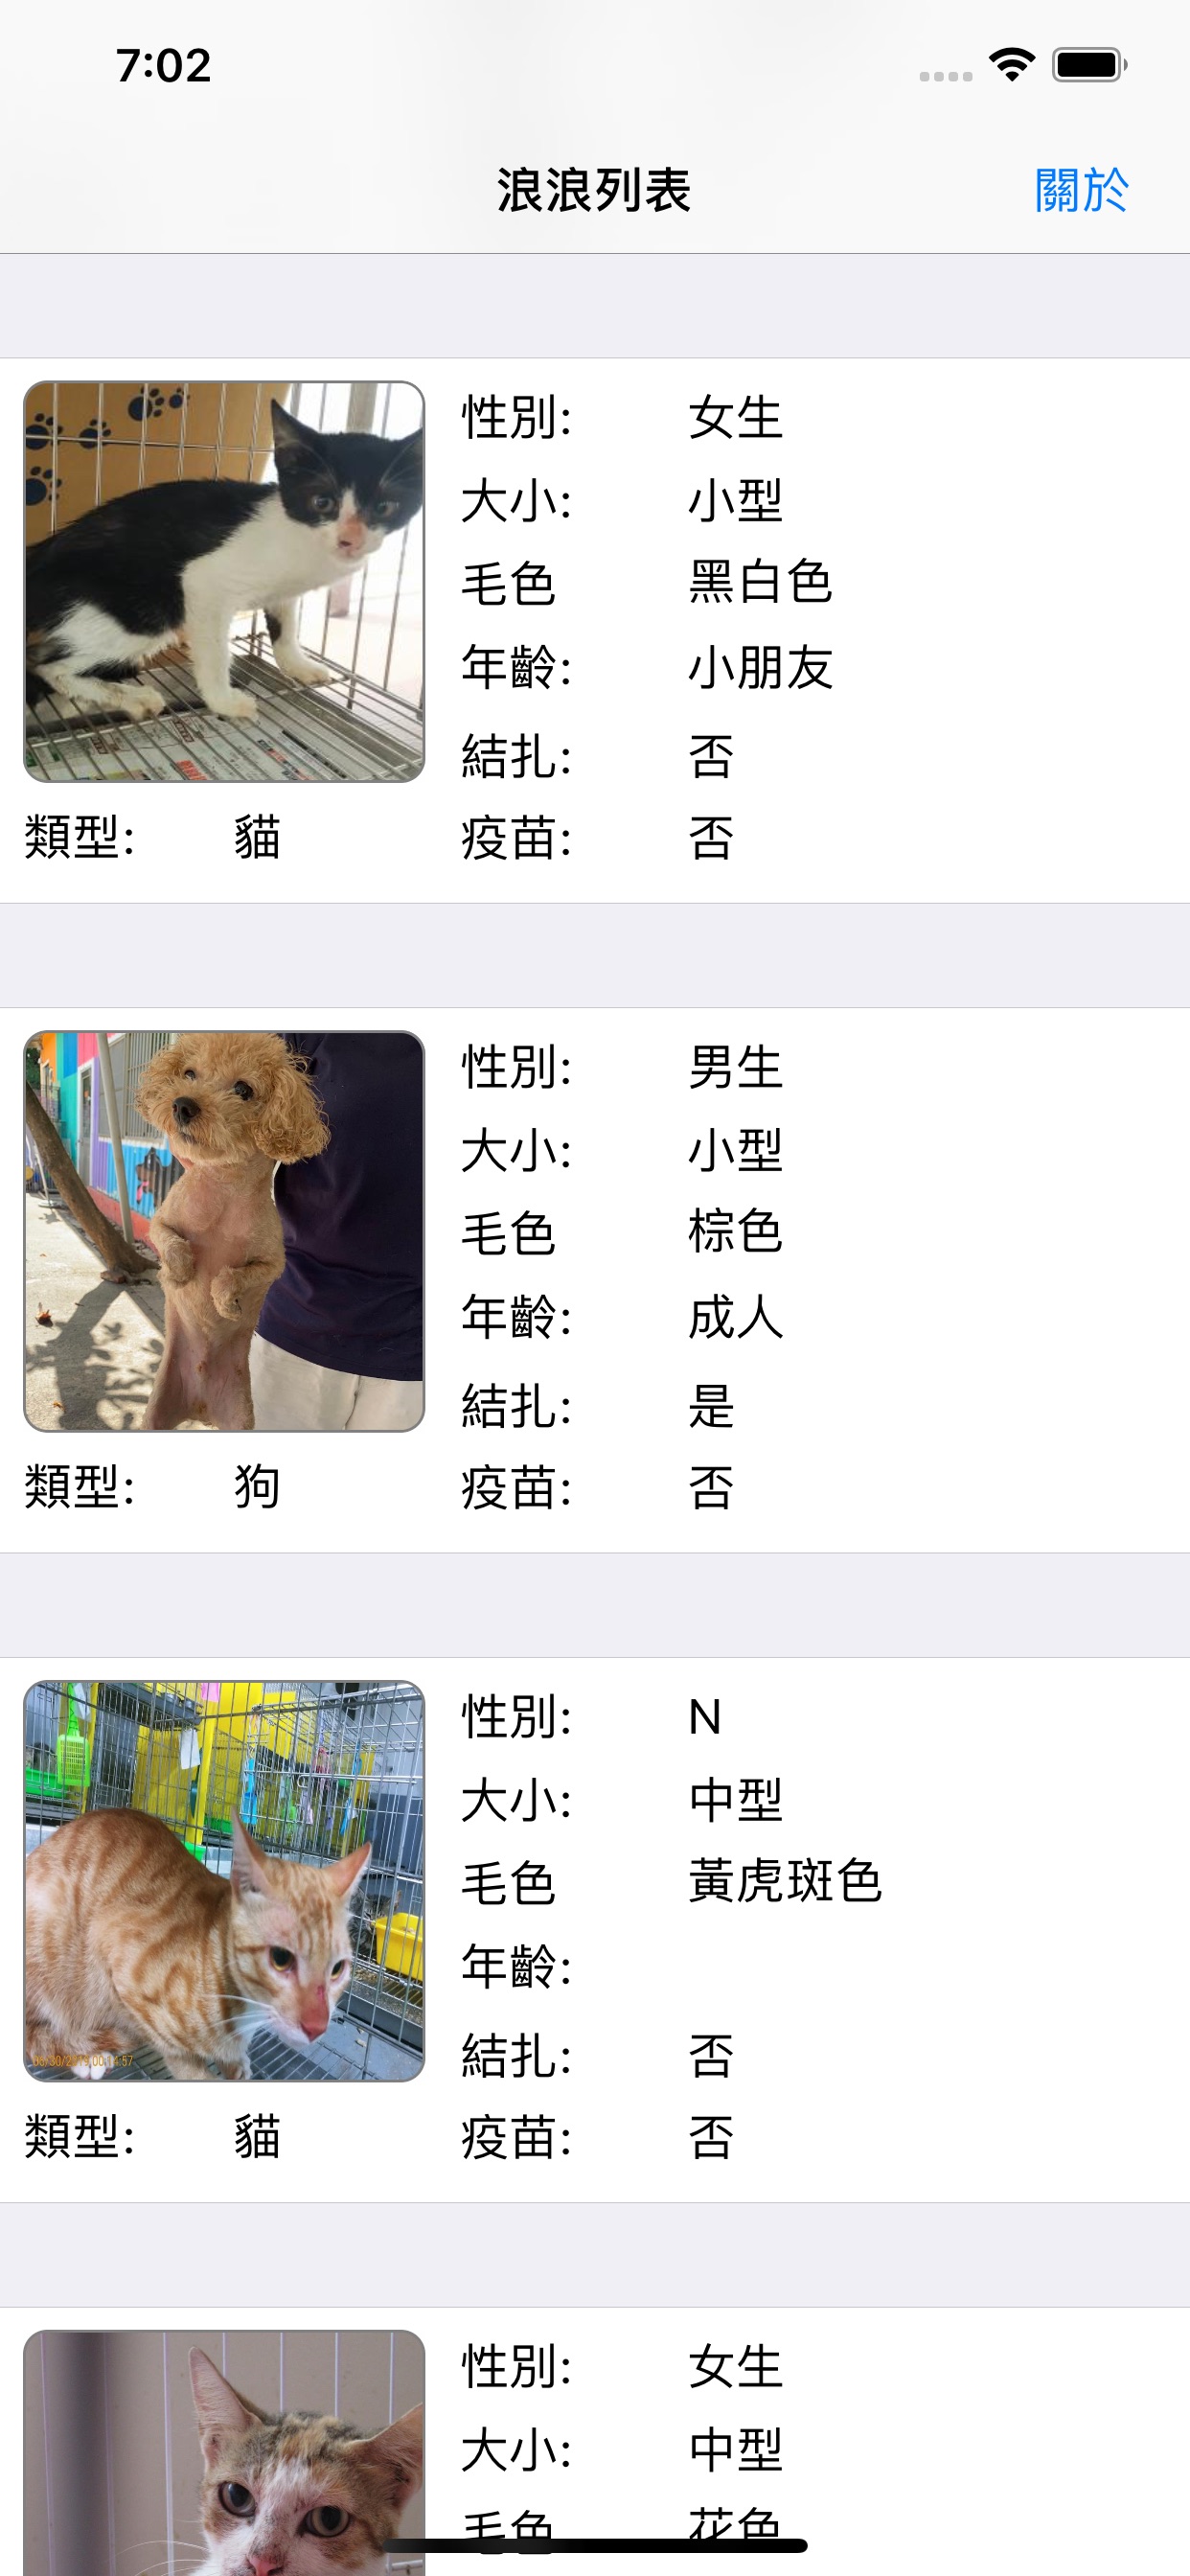 7:02
浪浪列表
關於
性別: 女生
大小: 小型
毛色 黑白色
年齡: 小朋友
結扎: 否
類型: 貓 疫苗: 否
性別: 男生
大小: 小型
毛色 棕色
年齡: 成人
結扎: 是
類型: 狗 疫苗: 否
性別: N
大小: 中型
毛色 黃虎斑色
年齡:
結扎: 否
類型: 貓 疫苗: 否
性別: 女生
大小: 中型
毛色 花色